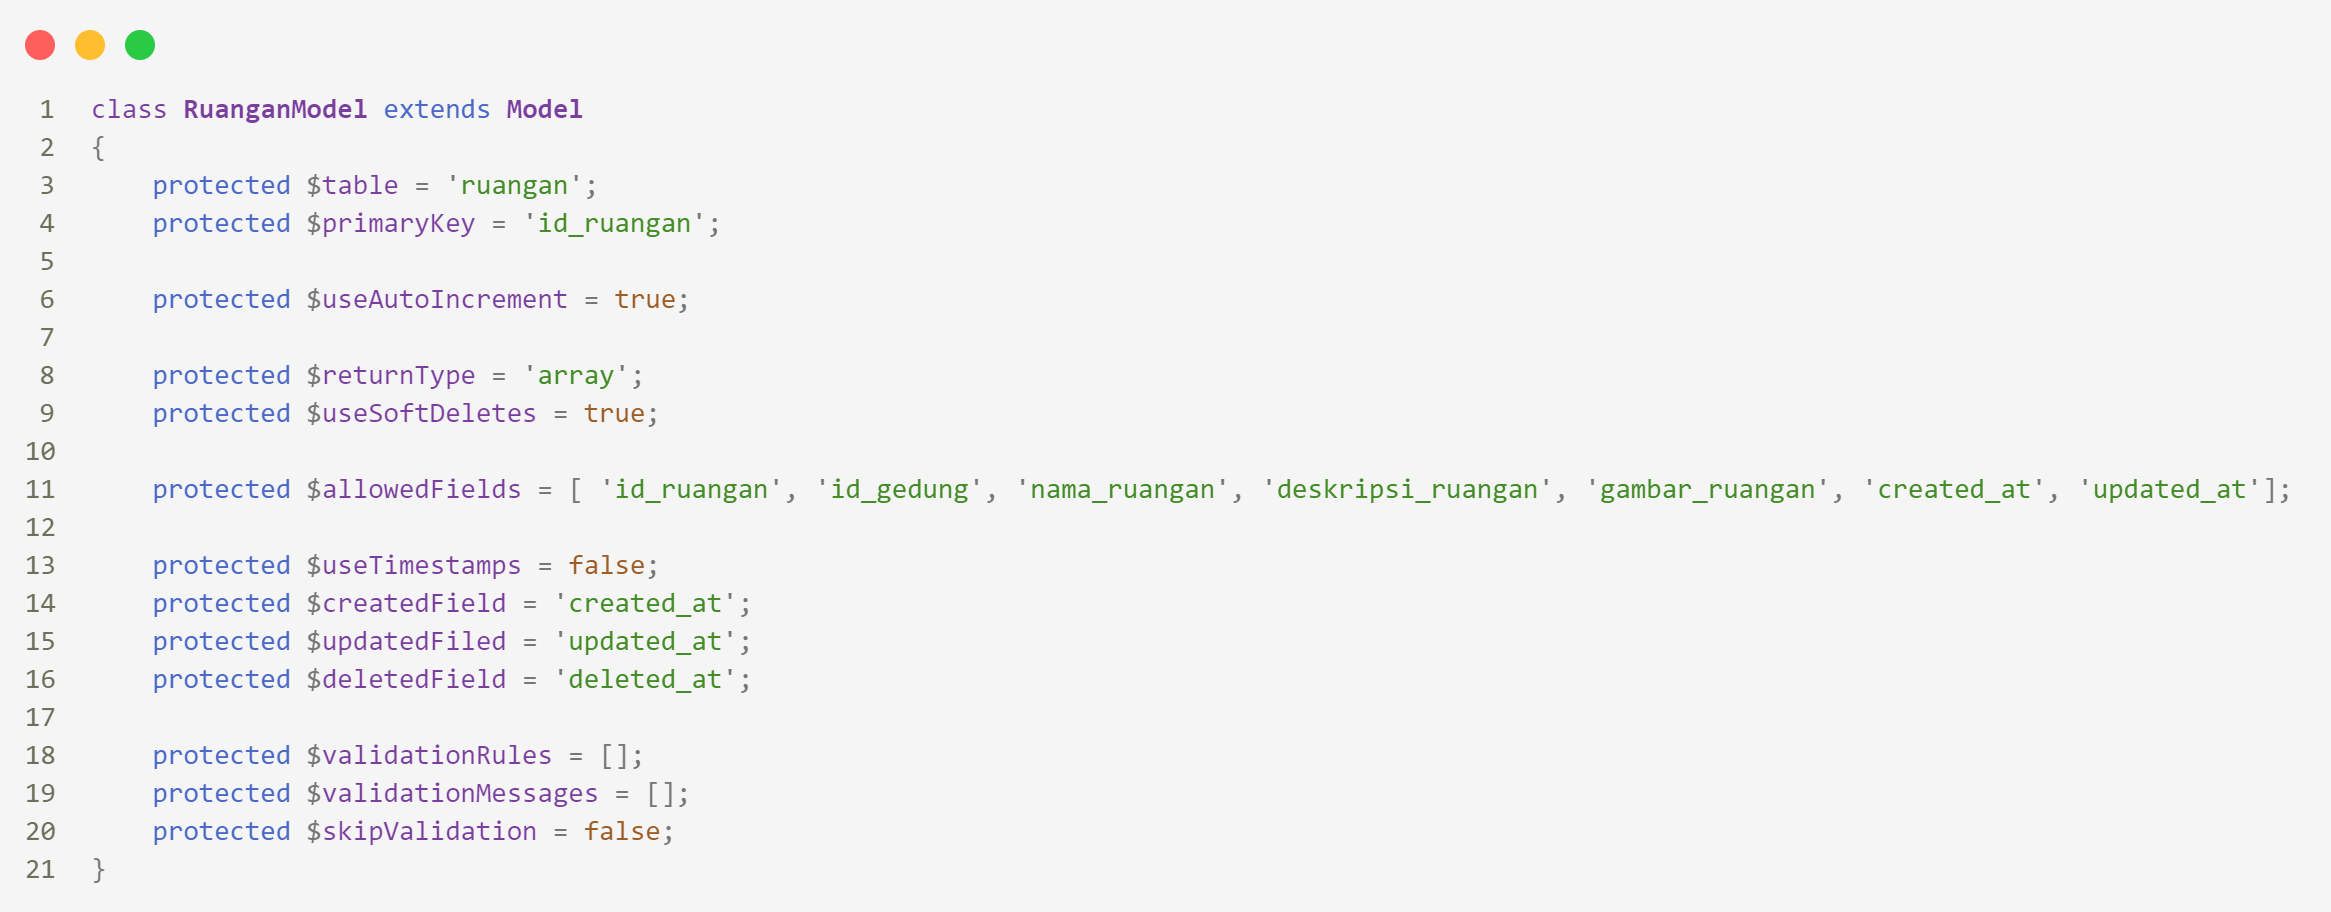 1 class RuanganModel extends Model
2 {
3     protected $table = 'ruangan';
4     protected $primaryKey = 'id_ruangan';
5
6     protected $useAutoIncrement = true;
7
8     protected $returnType = 'array';
9     protected $useSoftDeletes = true;
10
11     protected $allowedFields = [ 'id_ruangan', 'id_gedung', 'nama_ruangan', 'deskripsi_ruangan', 'gambar_ruangan', 'created_at', 'updated_at'];
12
13     protected $useTimestamps = false;
14     protected $createdField = 'created_at';
15     protected $updatedFiled = 'updated_at';
16     protected $deletedField = 'deleted_at';
17
18     protected $validationRules = [];
19     protected $validationMessages = [];
20     protected $skipValidation = false;
21 }